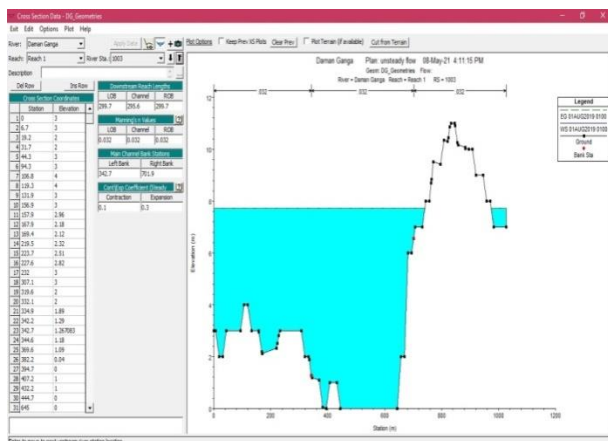 Cross Section Data - DG_Geometries
Exit Edit Options Plot Help
River: Daman Ganga Apply Data
Reach: Reach 1 River Sta.: 1003
Description
Del Row Ins Row
Cross Section Coordinates
Station Elevation
1 0 3
2 6.7 3
3 19.2 2
4 31.7 2
5 44.3 3
6 94.3 3
7 106.8 4
8 119.3 4
9 131.9 3
10 156.9 3
11 157.9 2.96
12 167.9 2.18
13 169.4 2.12
14 219.5 2.32
15 223.7 2.51
16 227.6 2.82
17 232 3
18 307.1 3
19 319.6 2
20 332.1 2
21 334.9 1.89
22 342.2 1.29
23 342.7 1.267083
24 344.6 1.18
25 369.6 1.09
26 382.2 0.04
27 394.7 0
28 407.2 1
29 432.2 1
30 444.7 0
31 645 0
Downstream Reach Lengths
LOB Channel ROB
299.7 295.6 298.7
Manning's n Values
LOB Channel ROB
0.032 0.032 0.032
Main Channel Bank Stations
Left Bank Right Bank
342.7 701.9
Cont\Exp Coefficient (Steady
Contraction Expansion
0.1 0.3
Plot Options Keep Prev XS Plots Clear Prev Plot Terrain (if available) Cut from Terrain
Daman Ganga Plan: unsteady flow 08-May-21 4:11:15 PM
Geom: DG_Geometries Flow:
River = Daman Ganga Reach = Reach 1 RS = 1003
.032 .032 .032
Elevation (m)
12
10
8
6
4
2
0
0 200 400 600 800 1000 1200
Station (m)
Legend
EG 01AUG2019 0100
WS 01AUG2019 0100
Ground
Bank Sta